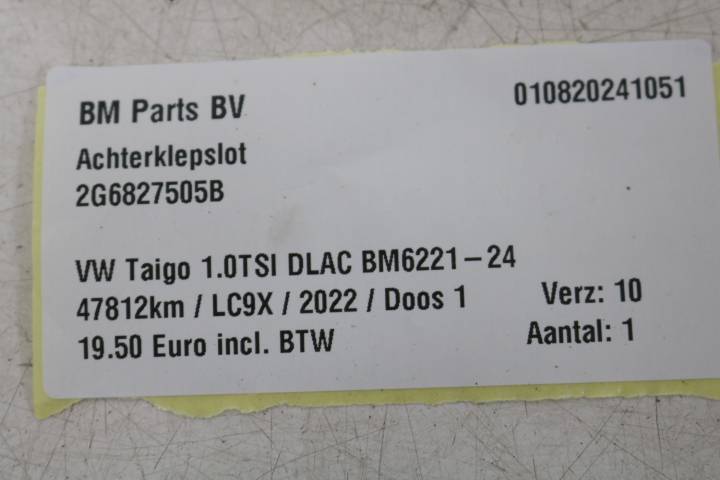 BM Parts BV 010820241051
Achterklepslot
2G6827505B
VW Taigo 1.0TSI DLAC BM6221-24
47812km / LC9X / 2022 / Doos 1 Verz: 10
19.50 Euro incl. BTW Aantal: 1